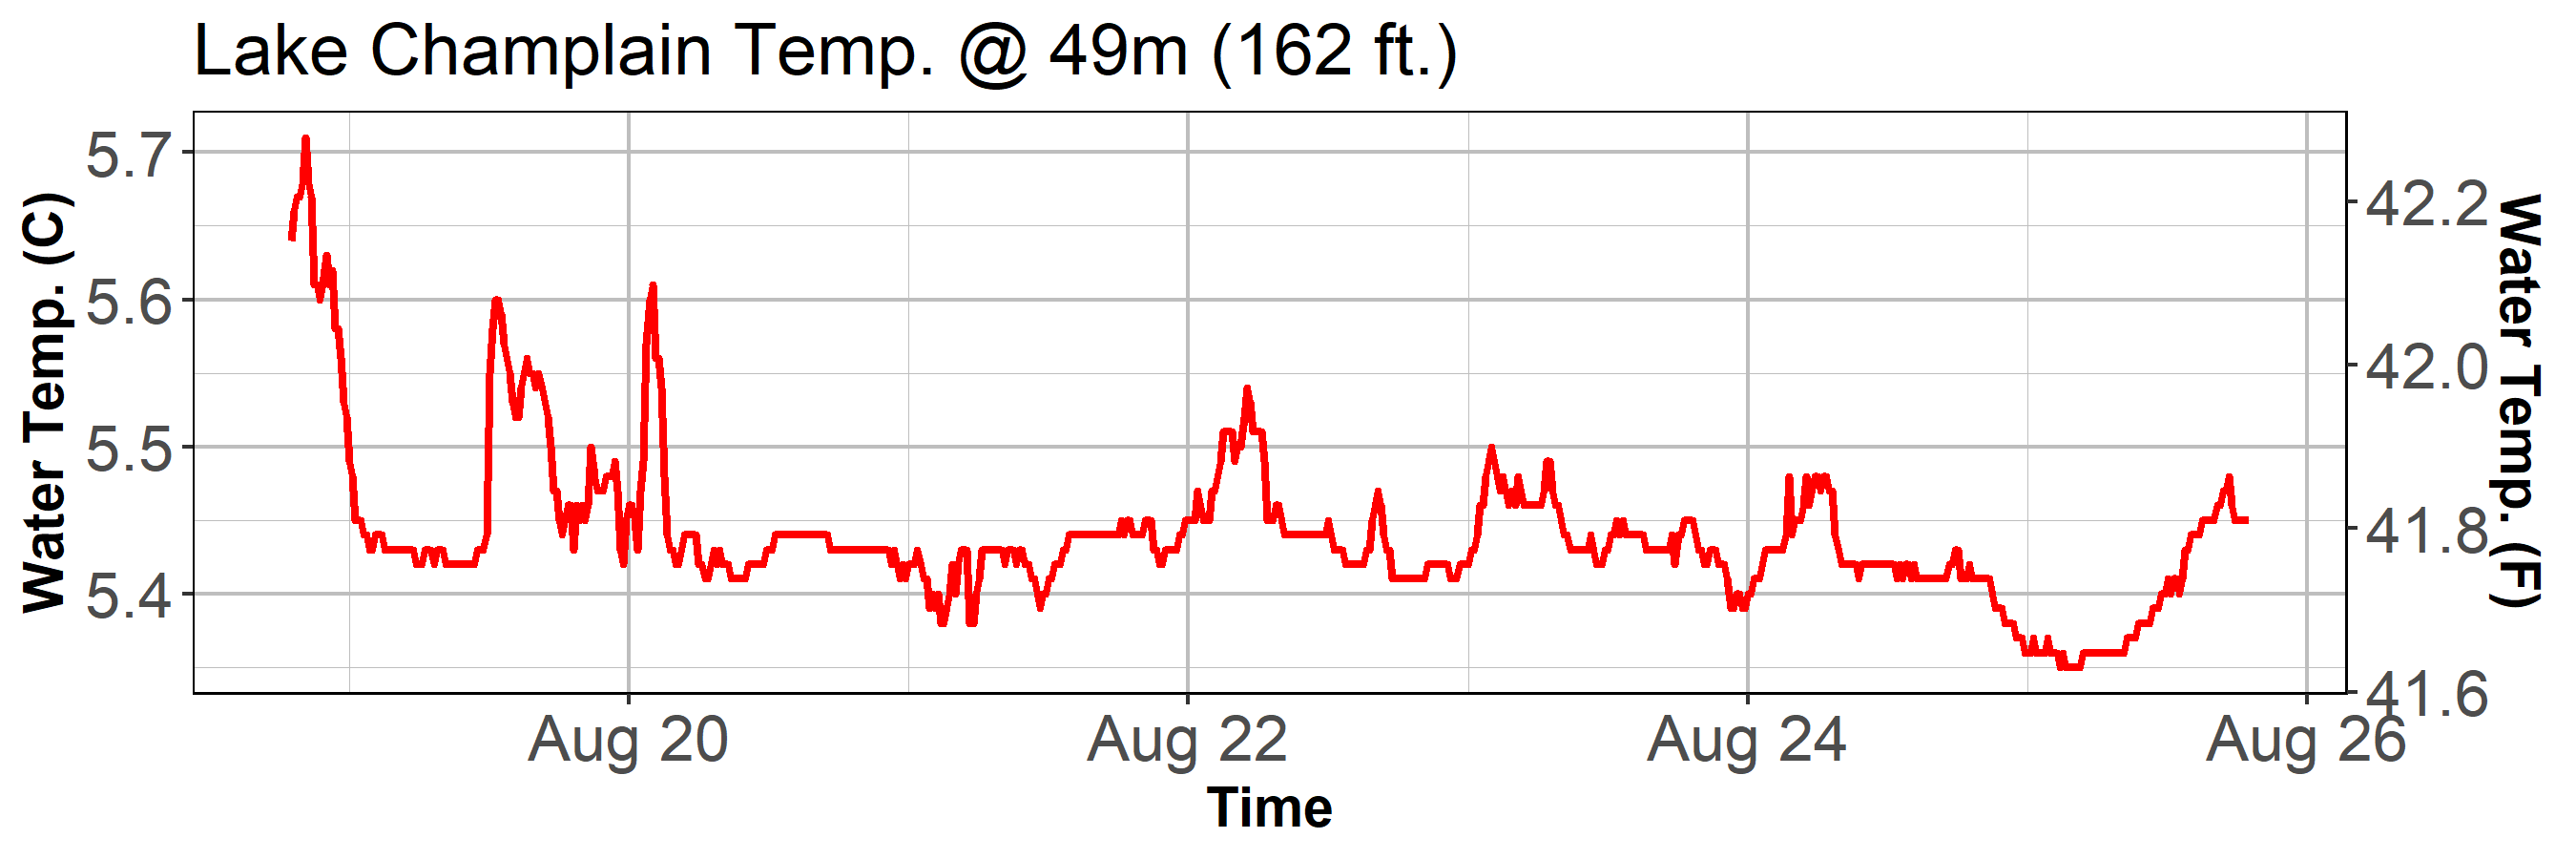 Lake Champlain Temp. @ 49m (162 ft.)
Water Temp. (C)
5.7
5.6
5.5
5.4
42.2
42.0
41.8
41.6
Water Temp. (F)
Aug 20 Aug 22 Aug 24 Aug 26
Time